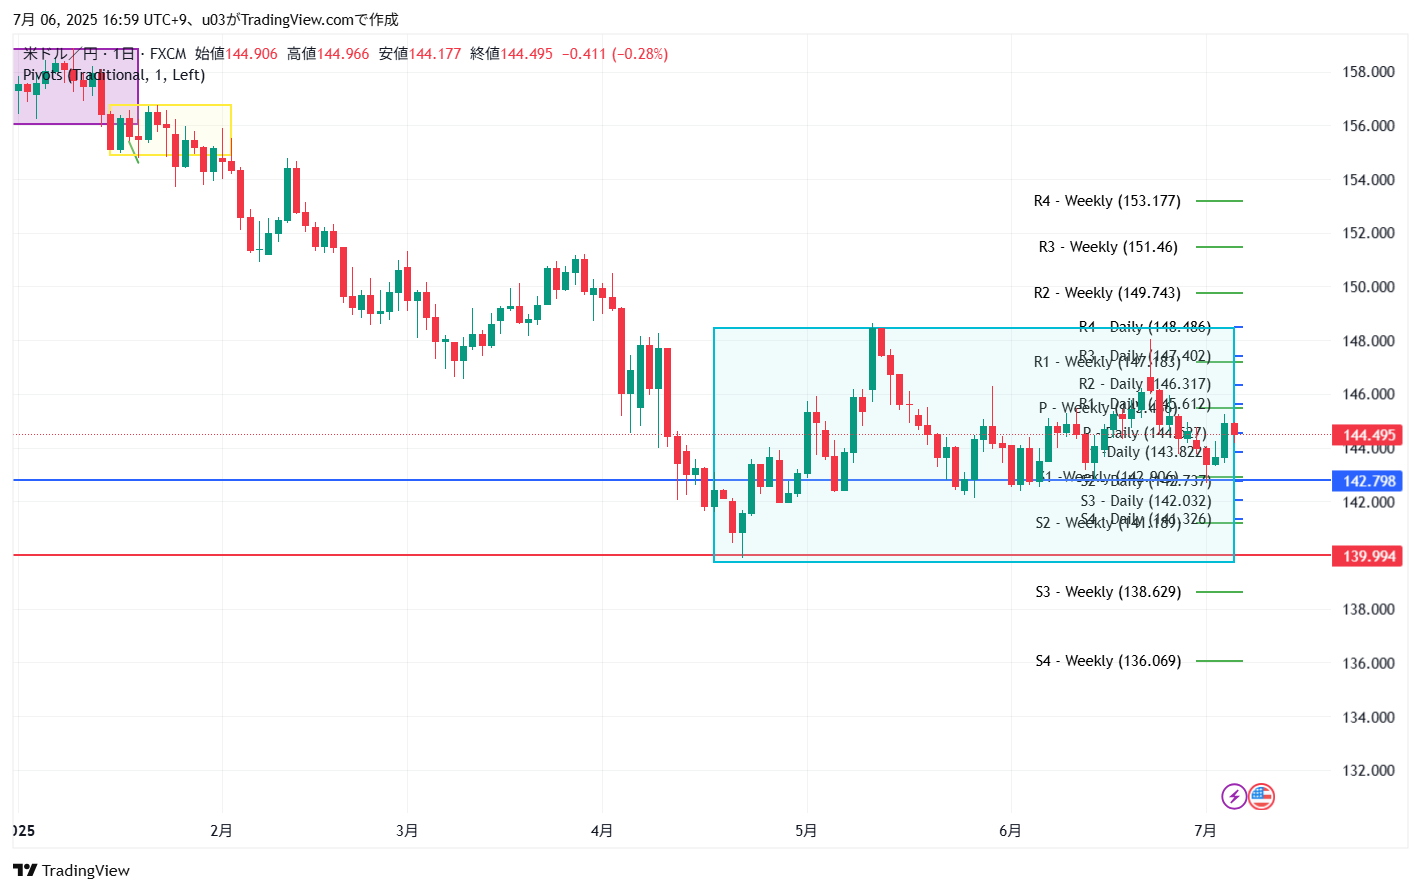 7月 06, 2025 16:59 UTC+9、u03がTradingView.comで作成
米ドル／円・1日・FXCM 始値144.906 高値144.966 安値144.177 終値144.495 −0.411 (−0.28%)
Pivots (Traditional, 1, Left)
158.000
156.000
154.000
R4 - Weekly (153.177)
152.000
R3 - Weekly (151.46)
150.000
R2 - Weekly (149.743)
R4 - Daily (148.486)
148.000
R3 - Daily (147.402)
R1 - Weekly (147.183)
R2 - Daily (146.317)
146.000
R1 - Daily (145.612)
P - Weekly
P - Daily
144.495
144.000
Daily (143.822
S1 - Weekly (142.906)
S2 - Daily (142.737)
142.798
142.000
S3 - Daily (142.032)
S4 - Daily (141.326)
S2 - Weekly (141.189)
139.994
S3 - Weekly (138.629)
138.000
S4 - Weekly (136.069)
136.000
134.000
132.000
025 2月 3月 4月 5月 6月 7月
TradingView